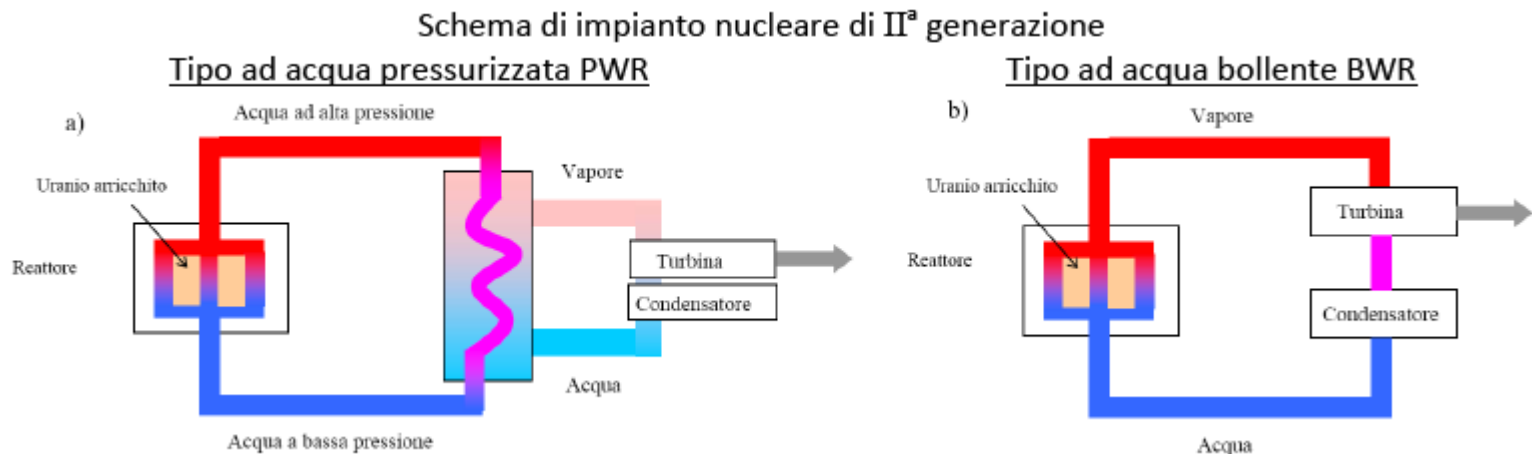 Schema di impianto nucleare di IIª generazione
Tipo ad acqua pressurizzata PWR
a)
Acqua ad alta pressione
Uranio arricchito
Vapore
Reattore
Turbina
Condensatore
Acqua
Acqua a bassa pressione
Tipo ad acqua bollente BWR
b)
Vapore
Uranio arricchito
Turbina
Reattore
Condensatore
Acqua